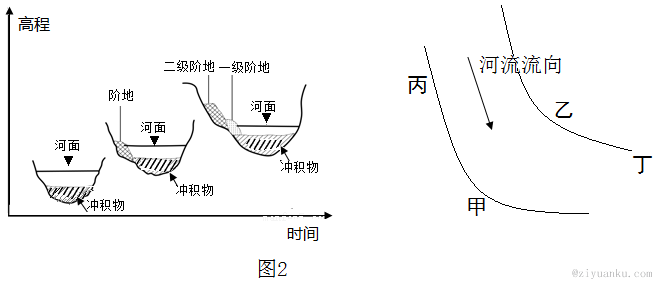 高程
二级阶地
一级阶地
河面
阶地
河面
冲积物
河面
冲积物
冲积物
时间
图2
丙
河流流向
乙
丁
甲
@ziyuanku.com